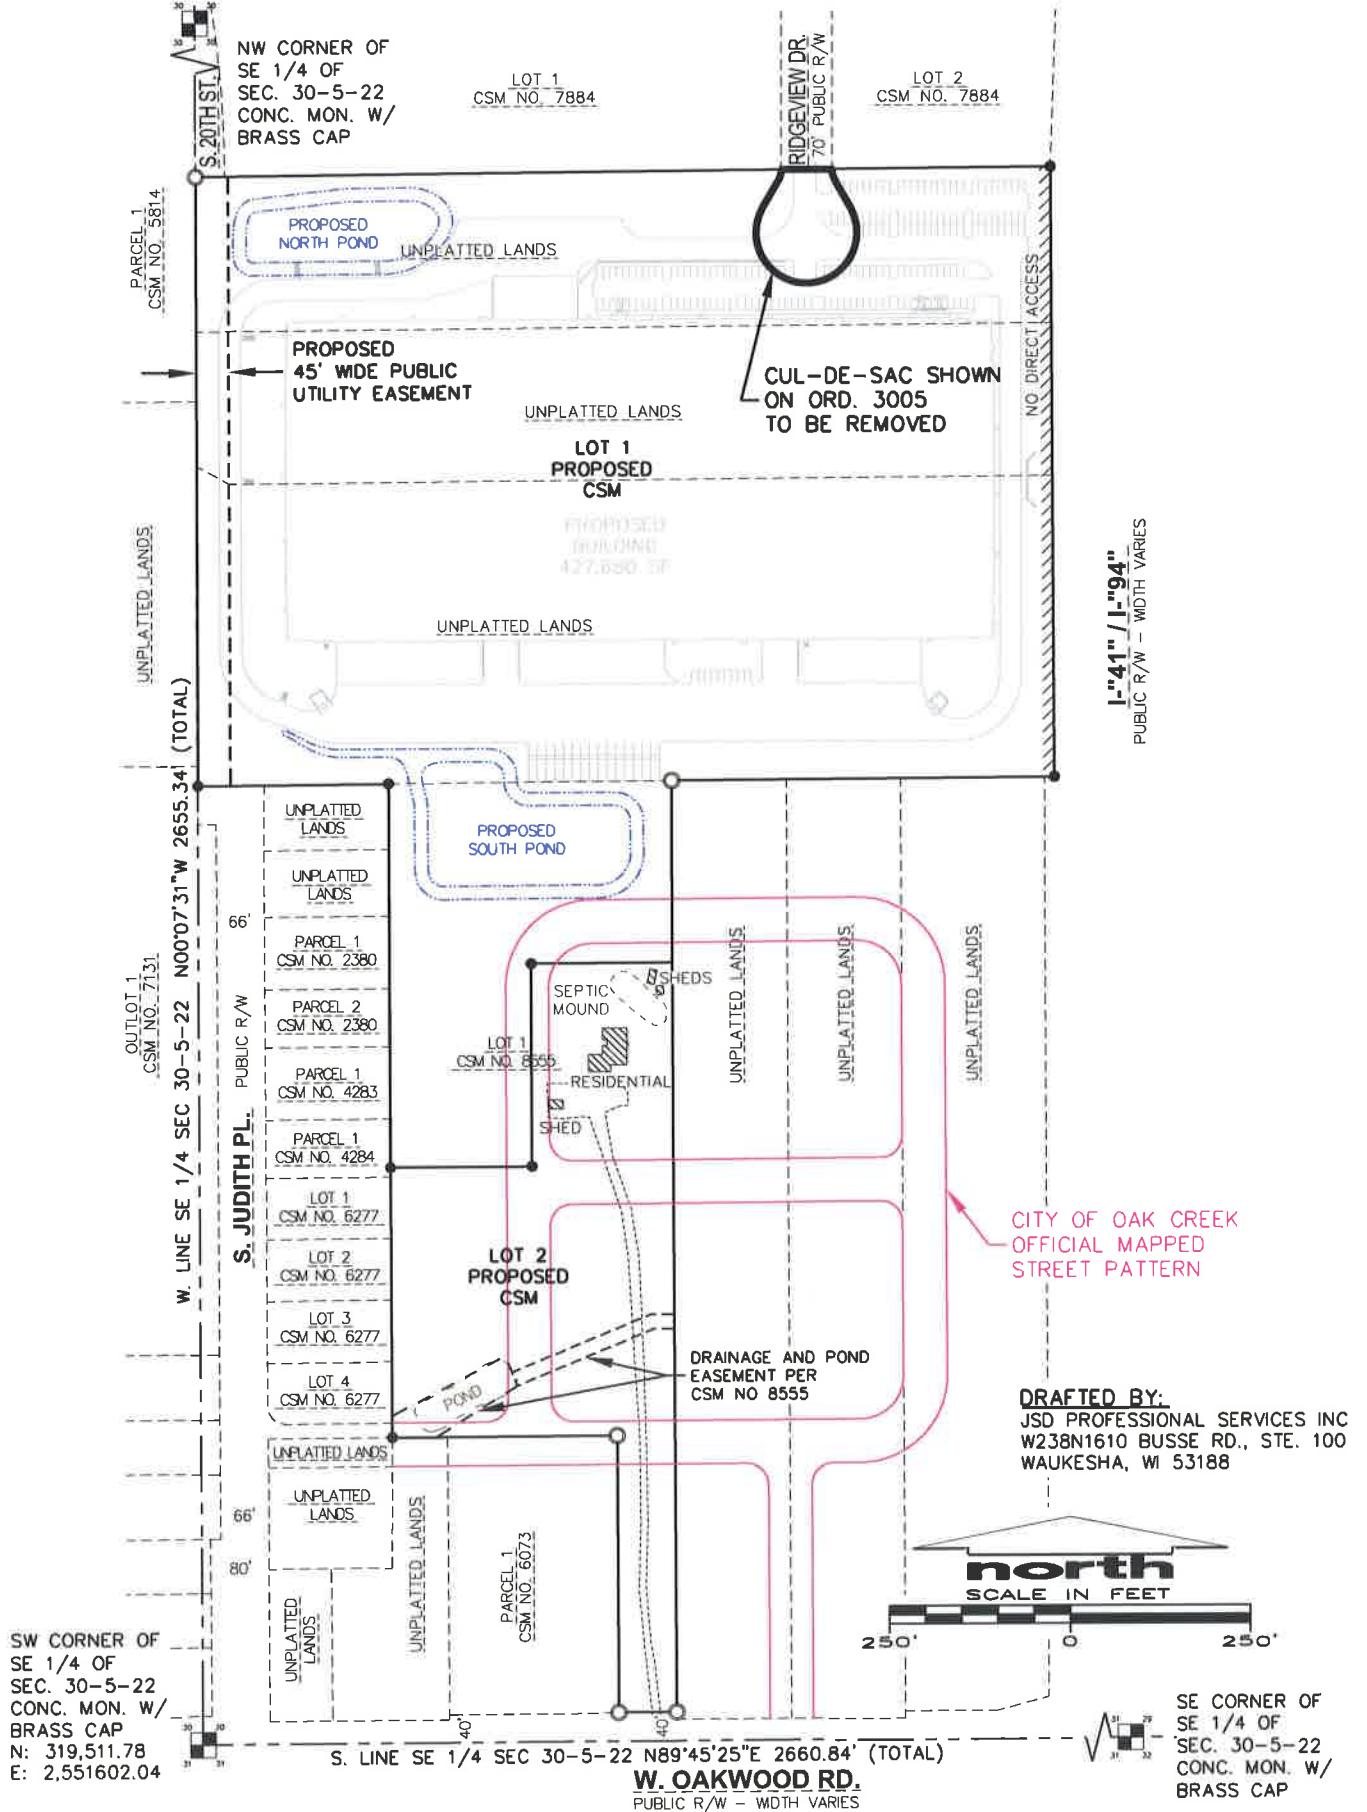 NW CORNER OF
SE 1/4 OF
SEC. 30-5-22
CONC. MON. W/
BRASS CAP
S. 20TH ST.
LOT 1
CSM NO. 7884
RIDGEVIEW DR.
70' PUBLIC R/W
LOT 2
CSM NO. 7884
PARCEL 1
CSM NO. 5814
PROPOSED
NORTH POND
UNPLATTED LANDS
NO DIRECT ACCESS
PROPOSED
45' WIDE PUBLIC
UTILITY EASEMENT
CUL-DE-SAC SHOWN
ON ORD. 3005
TO BE REMOVED
UNPLATTED LANDS
LOT 1
PROPOSED
CSM
PROPOSED
BUILDING
427,680 SF
UNPLATTED LANDS
UNPLATTED LANDS
I-"41" / I-"94"
PUBLIC R/W - WIDTH VARIES
W. LINE SE 1/4 SEC 30-5-22 N00°07'31"W 2655.34' (TOTAL)
OUTLOT 1
CSM NO. 7131
UNPLATTED
LANDS
UNPLATTED
LANDS
66'
PARCEL 1
CSM NO. 2380
PARCEL 2
CSM NO. 2380
PARCEL 1
CSM NO. 4283
PARCEL 1
CSM NO. 4284
LOT 1
CSM NO. 6277
LOT 2
CSM NO. 6277
LOT 3
CSM NO. 6277
LOT 4
CSM NO. 6277
S. JUDITH PL.
PUBLIC R/W
PROPOSED
SOUTH POND
UNPLATTED LANDS
UNPLATTED LANDS
UNPLATTED LANDS
SHEDS
SEPTIC
MOUND
LOT 1
CSM NO. 8555
RESIDENTIAL
SHED
CITY OF OAK CREEK
OFFICIAL MAPPED
STREET PATTERN
LOT 2
PROPOSED
CSM
DRAINAGE AND POND
EASEMENT PER
CSM NO 8555
POND
DRAFTED BY:
JSD PROFESSIONAL SERVICES INC
W238N1610 BUSSE RD., STE. 100
WAUKESHA, WI 53188
UNPLATTED LANDS
UNPLATTED
LANDS
66'
80'
UNPLATTED
LANDS
UNPLATTED LANDS
PARCEL 1
CSM NO. 6073
north
SCALE IN FEET
250' 0 250'
SW CORNER OF
SE 1/4 OF
SEC. 30-5-22
CONC. MON. W/
BRASS CAP
N: 319,511.78
E: 2,551602.04
40'
40'
S. LINE SE 1/4 SEC 30-5-22 N89°45'25"E 2660.84' (TOTAL)
W. OAKWOOD RD.
PUBLIC R/W - WIDTH VARIES
SE CORNER OF
SE 1/4 OF
SEC. 30-5-22
CONC. MON. W/
BRASS CAP